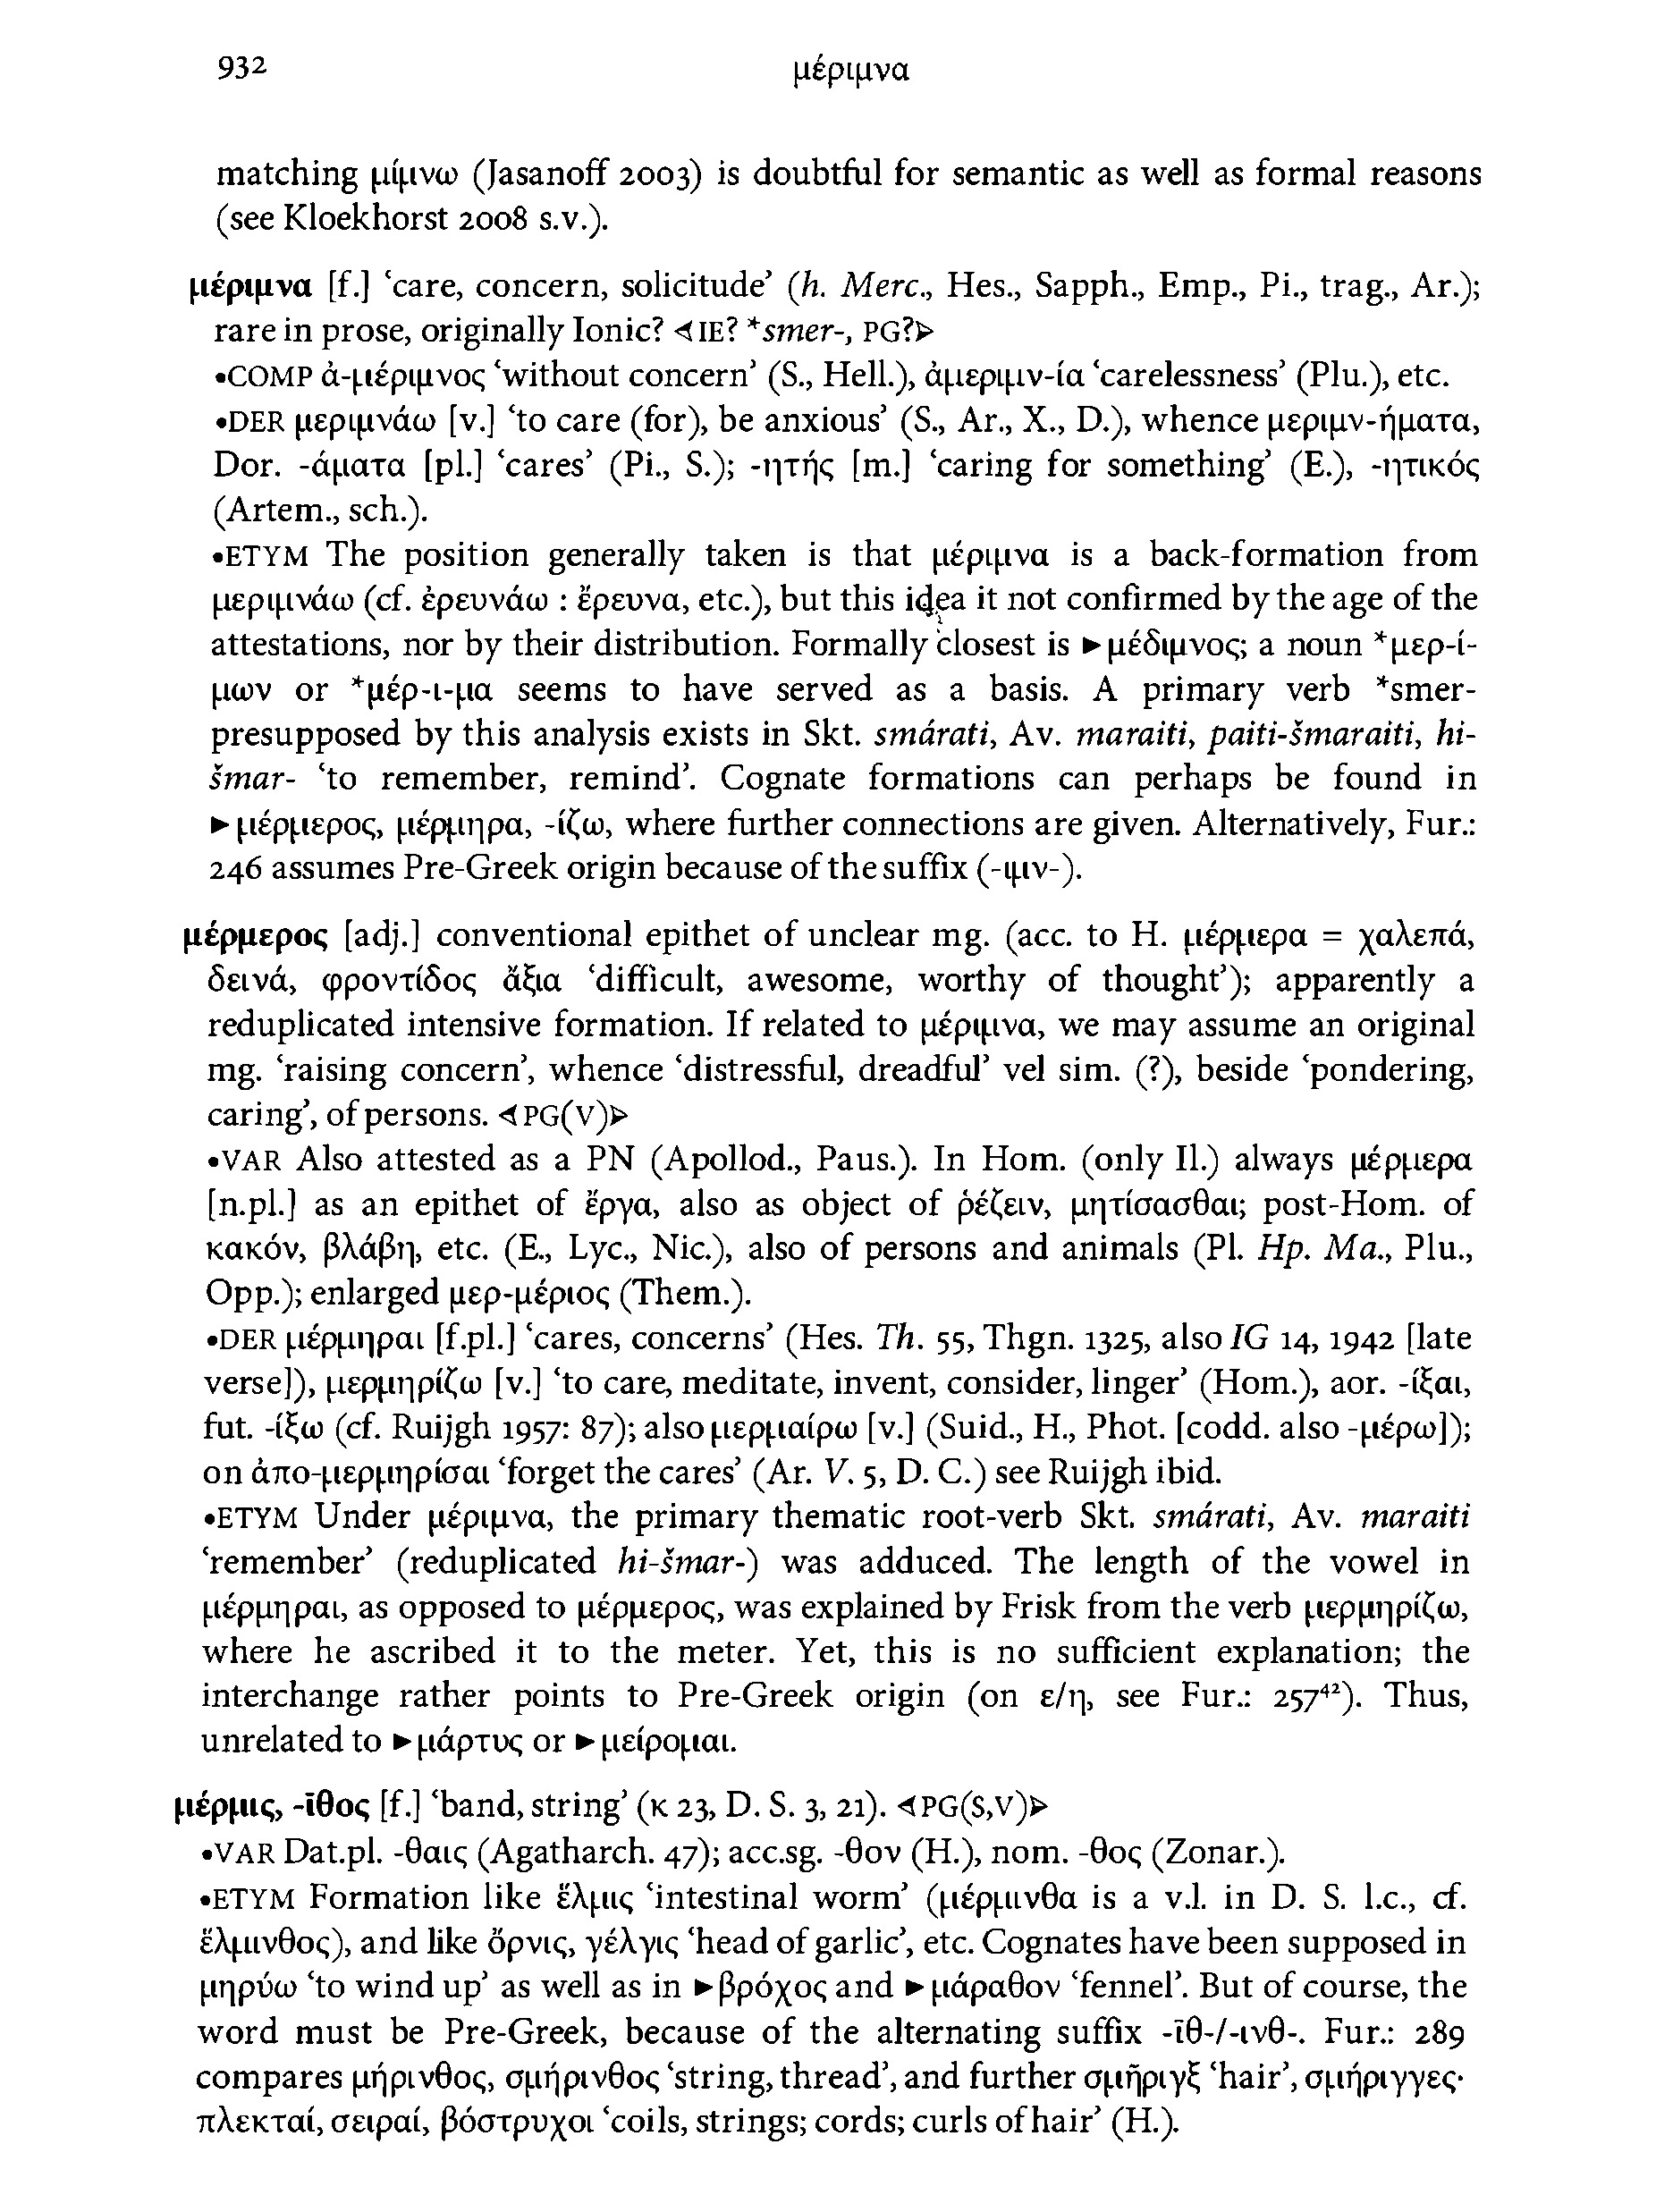 932
μέριμνα
matching μίμνω (Jasanoff 2003) is doubtful for semantic as well as formal reasons
(see Kloekhorst 2008 s.v.).
μέριμνα [f.] ‘care, concern, solicitude’ (h. Merc., Hes., Sapph., Emp., Pi., trag., Ar.);
rare in prose, originally Ionic? ⊲IE? *smer-, PG?⊳
•COMP ἀ-μέριμνος ‘without concern’ (S., Hell.), ἀμεριμν-ία ‘carelessness’ (Plu.), etc.
•DER μεριμνάω [v.] ‘to care (for), be anxious’ (S., Ar., X., D.), whence μεριμν-ήματα,
Dor. -άματα [pl.] ‘cares’ (Pi., S.); -ητής [m.] ‘caring for something’ (E.), -ητικός
(Artem., sch.).
•ETYM The position generally taken is that μέριμνα is a back-formation from
μεριμνάω (cf. ἐρευνάω : ἔρευνα, etc.), but this idea it not confirmed by the age of the
attestations, nor by their distribution. Formally closest is ►μέδιμνος; a noun *μερ-ί-
μων or *μέρ-ι-μα seems to have served as a basis. A primary verb *smer-
presupposed by this analysis exists in Skt. smárati, Av. maraiti, paiti-šmaraiti, hi-
šmar- ‘to remember, remind’. Cognate formations can perhaps be found in
►μέρμερος, μέρμηρα, -ίζω, where further connections are given. Alternatively, Fur.:
246 assumes Pre-Greek origin because of the suffix (-ιμν-).
μέρμερος [adj.] conventional epithet of unclear mg. (acc. to H. μέρμερα = χαλεπά,
δεινά, φροντίδος ἄξια ‘difficult, awesome, worthy of thought’); apparently a
reduplicated intensive formation. If related to μέριμνα, we may assume an original
mg. ‘raising concern’, whence ‘distressful, dreadful’ vel sim. (?), beside ‘pondering,
caring’, of persons. ⊲PG(V)⊳
•VAR Also attested as a PN (Apollod., Paus.). In Hom. (only Il.) always μέρμερα
[n.pl.] as an epithet of ἔργα, also as object of ῥέζειν, μητίσασθαι; post-Hom. of
κακόν, βλάβη, etc. (E., Lyc., Nic.), also of persons and animals (Pl. Hp. Ma., Plu.,
Opp.); enlarged μερ-μέριος (Them.).
•DER μέρμηραι [f.pl.] ‘cares, concerns’ (Hes. Th. 55, Thgn. 1325, also IG 14, 1942 [late
verse]), μερμηρίζω [v.] ‘to care, meditate, invent, consider, linger’ (Hom.), aor. -ίξαι,
fut. -ίξω (cf. Ruijgh 1957: 87); also μερμαίρω [v.] (Suid., H., Phot. [codd. also -μέρω]);
on ἀπο-μερμηρίσαι ‘forget the cares’ (Ar. V. 5, D. C.) see Ruijgh ibid.
•ETYM Under μέριμνα, the primary thematic root-verb Skt. smárati, Av. maraiti
‘remember’ (reduplicated hi-šmar-) was adduced. The length of the vowel in
μέρμηραι, as opposed to μέρμερος, was explained by Frisk from the verb μερμηρίζω,
where he ascribed it to the meter. Yet, this is no sufficient explanation; the
interchange rather points to Pre-Greek origin (on ε/η, see Fur.: 257⁴²). Thus,
unrelated to ►μάρτυς or ►μείρομαι.
μέρμις, -ῑθος [f.] ‘band, string’ (κ 23, D. S. 3, 21). ⊲PG(S,V)⊳
•VAR Dat.pl. -θαις (Agatharch. 47); acc.sg. -θον (H.), nom. -θος (Zonar.).
•ETYM Formation like ἕλμις ‘intestinal worm’ (μέρμινθα is a v.l. in D. S. l.c., cf.
ἕλμινθος), and like ὄρνις, γέλγις ‘head of garlic’, etc. Cognates have been supposed in
μηρύω ‘to wind up’ as well as in ►βρόχος and ►μάραθον ‘fennel’. But of course, the
word must be Pre-Greek, because of the alternating suffix -ῑθ-/-ινθ-. Fur.: 289
compares μήρινθος, σμήρινθος ‘string, thread’, and further σμῆριγξ ‘hair’, σμήριγγες·
πλεκταί, σειραί, βόστρυχοι ‘coils, strings; cords; curls of hair’ (H.).